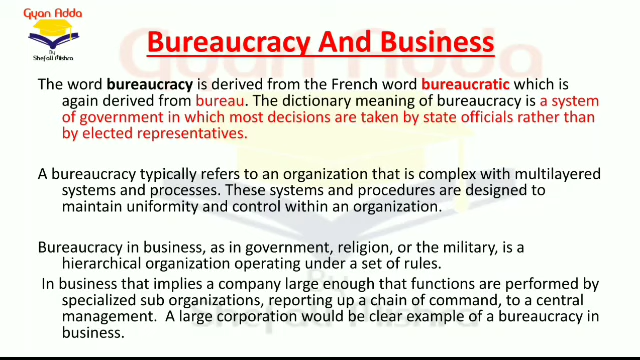 Gyan Adda
By
Shefali Mishra
Bureaucracy And Business
The word bureaucracy is derived from the French word bureaucratic which is
again derived from bureau. The dictionary meaning of bureaucracy is a system
of government in which most decisions are taken by state officials rather than
by elected representatives.
A bureaucracy typically refers to an organization that is complex with multilayered
systems and processes. These systems and procedures are designed to
maintain uniformity and control within an organization.
Bureaucracy in business, as in government, religion, or the military, is a
hierarchical organization operating under a set of rules.
In business that implies a company large enough that functions are performed by
specialized sub organizations, reporting up a chain of command, to a central
management. A large corporation would be clear example of a bureaucracy in
business.